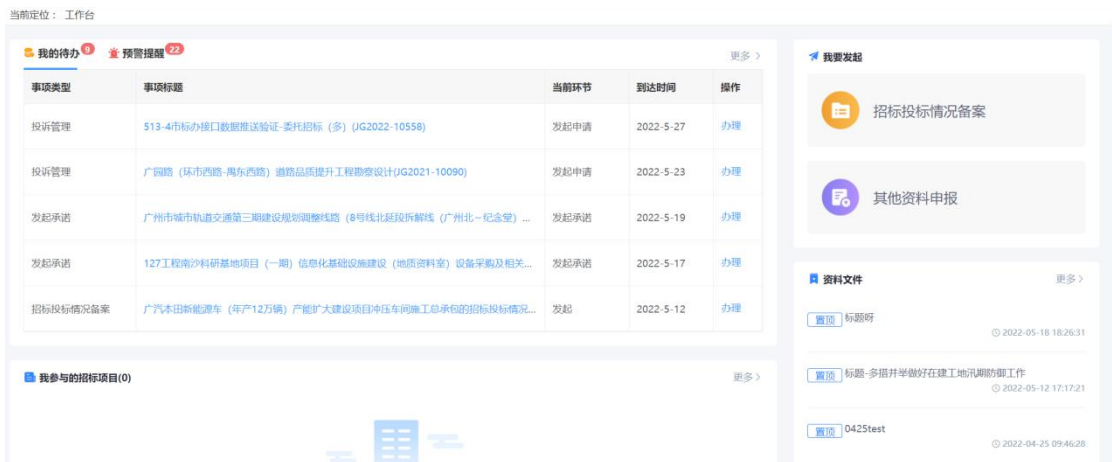 当前定位： 工作台
我的待办 9 预警提醒 22 更多 >
事项类型 事项标题 当前环节 到达时间 操作
投诉管理 513-4市标办接口数据推送验证-委托招标（多）(JG2022-10558) 发起申请 2022-5-27 办理
投诉管理 广园路（环市西路-禺东西路）道路品质提升工程勘察设计(JG2021-10090) 发起申请 2022-5-23 办理
发起承诺 广州市城市轨道交通第三期建设规划调整线路（8号线北延段拆解线（广州北－纪念堂）... 发起承诺 2022-5-19 办理
发起承诺 127工程南沙科研基地项目（一期）信息化基础设施建设（地质资料室）设备采购及相关... 发起承诺 2022-5-17 办理
招标投标情况备案 广汽本田新能源车（年产12万辆）产能扩大建设项目冲压车间施工总承包的招标投标情况... 发起 2022-5-12 办理
我参与的招标项目(0) 更多 >
我要发起
招标投标情况备案
其他资料申报
资料文件 更多 >
置顶 标题呀
2022-05-18 18:26:31
置顶 标题-多措并举做好在建工地汛期防御工作
2022-05-12 17:17:21
置顶 0425test
2022-04-25 09:46:28